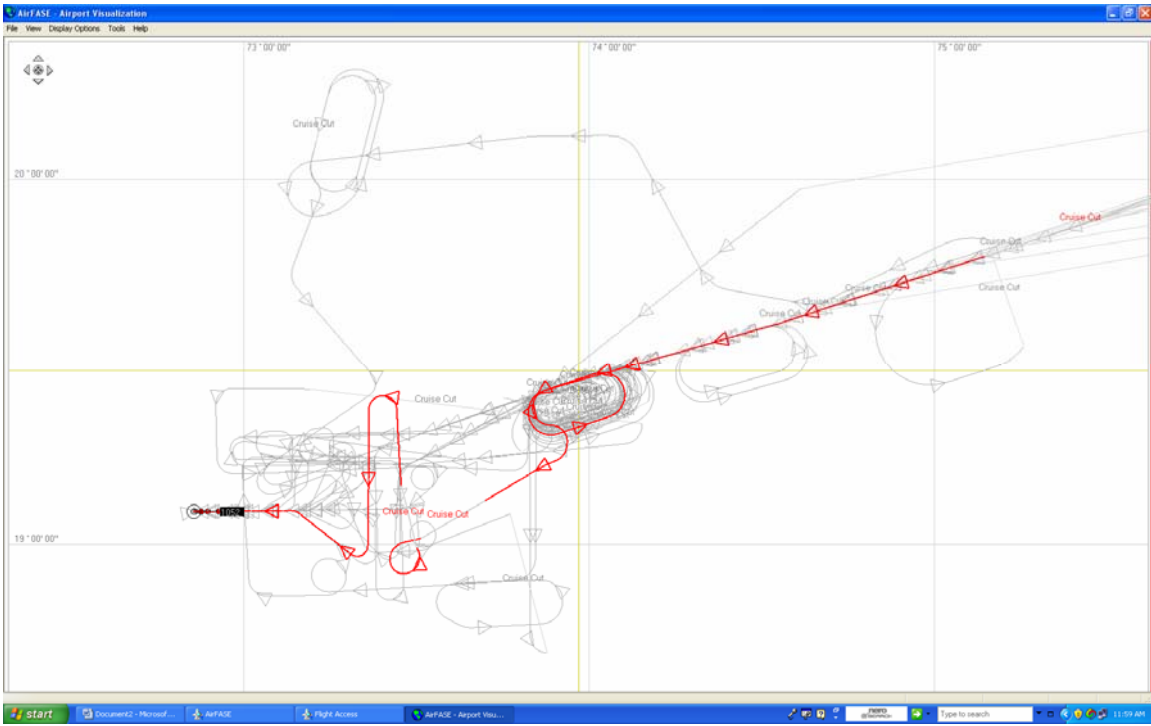 AirFASE - Airport Visualization
File View Display Options Tools Help
73°00'00" 74°00'00" 75°00'00"
Cruise Cut
20°00'00"
Cruise Cut
Cruise Cut
Cruise Cut
Cruise Cut
Cruise Cut
Cruise Cut
Cruise Cut Cruise Cut
1052
19°00'00"
Cruise Cut
start Document2 - Microsof... AirFASE Flight Access AirFASE - Airport Visu... nero Type to search 11:59 AM